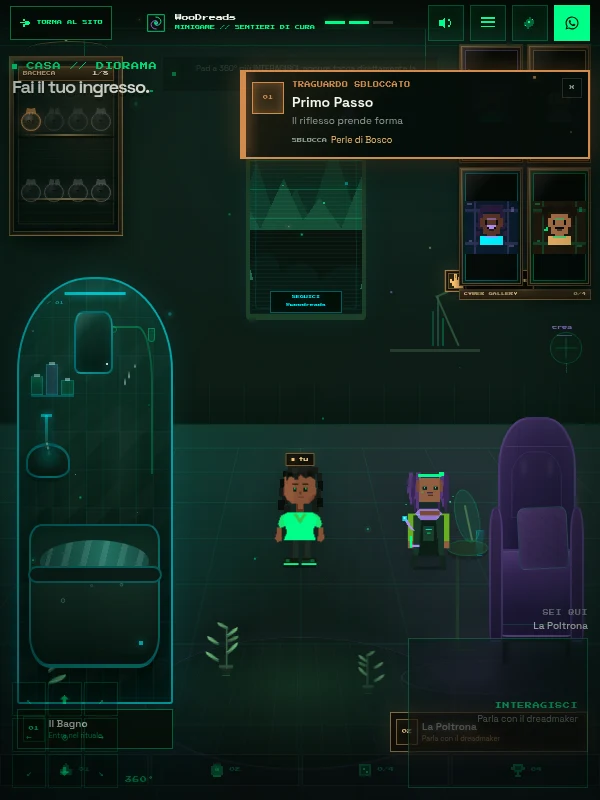 TORNA AL SITO
WooDreads
MINIGAME // SENTIERI DI CURA
CASA // DIORAMA
BACHECA 1/8
Fai il tuo ingresso.
01
TRAGUARDO SBLOCCATO
Primo Passo
Il riflesso prende forma
SBLOCCA Perle di Bosco
SEGUICI
Woodreads
CYBER GALLERY 0/4
crea
01
tu
SEI QUI
La Poltrona
INTERAGISCI
Parla con il dreadmaker
01
Il Bagno
Entra nel rituale
02
La Poltrona
Parla con il dreadmaker
360°